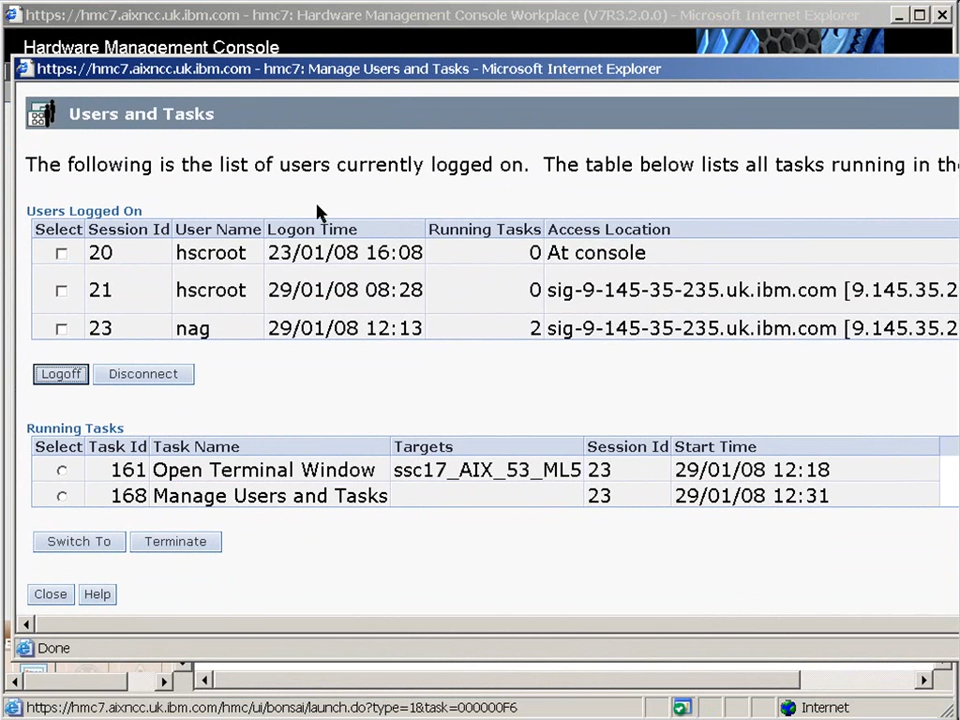 https://hmc7.aixncc.uk.ibm.com - hmc7: Hardware Management Console Workplace (V7R3.2.0.0) - Microsoft Internet Explorer
Hardware Management Console
https://hmc7.aixncc.uk.ibm.com - hmc7: Manage Users and Tasks - Microsoft Internet Explorer
Users and Tasks
The following is the list of users currently logged on. The table below lists all tasks running in the
Users Logged On
Select Session Id User Name Logon Time Running Tasks Access Location
20 hscroot 23/01/08 16:08 0 At console
21 hscroot 29/01/08 08:28 0 sig-9-145-35-235.uk.ibm.com [9.145.35.2
23 nag 29/01/08 12:13 2 sig-9-145-35-235.uk.ibm.com [9.145.35.2
Logoff Disconnect
Running Tasks
Select Task Id Task Name Targets Session Id Start Time
161 Open Terminal Window ssc17_AIX_53_ML5 23 29/01/08 12:18
168 Manage Users and Tasks 23 29/01/08 12:31
Switch To Terminate
Close Help
Done
https://hmc7.aixncc.uk.ibm.com/hmc/ui/bonsai/launch.do?type=1&task=000000F6 Internet